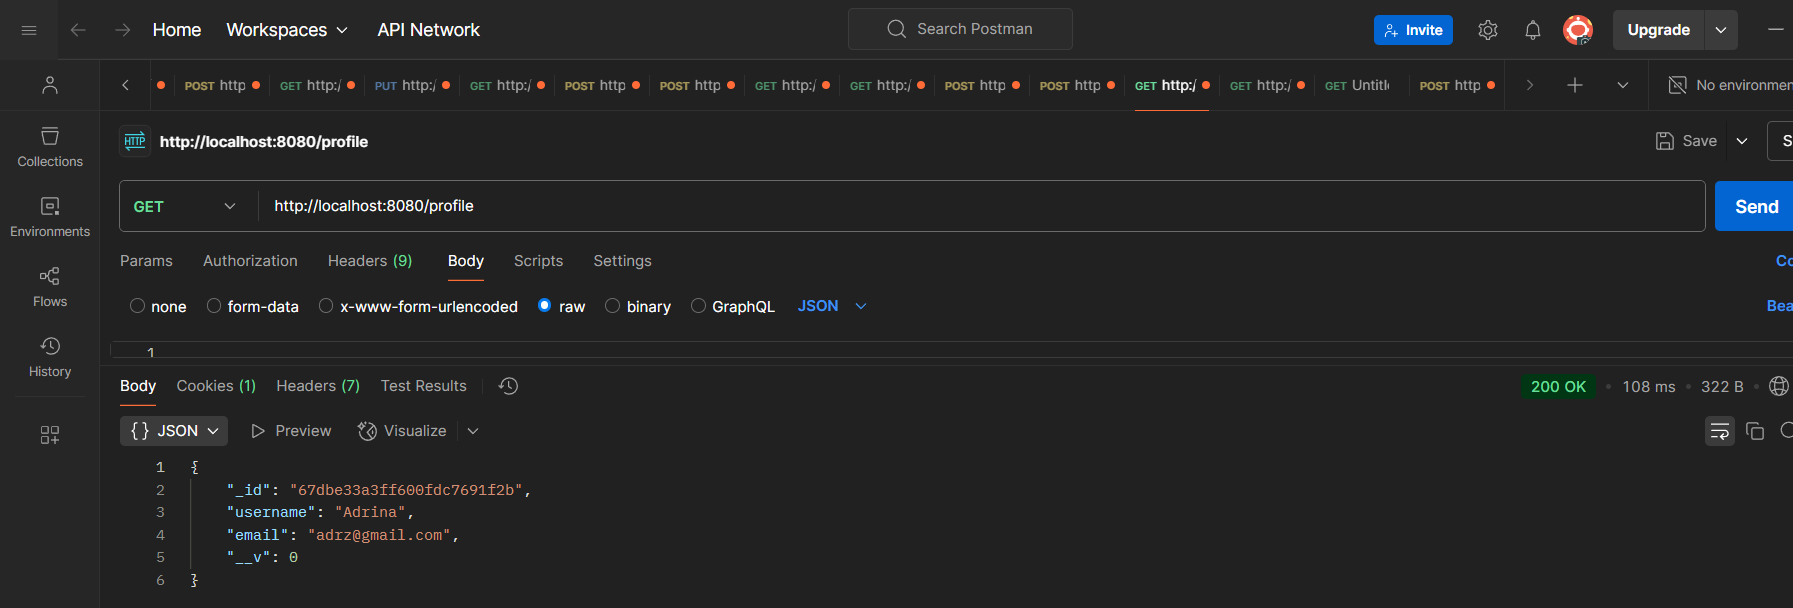 Home Workspaces API Network Search Postman Invite Upgrade
POST http GET http:/ PUT http:/ GET http:/ POST http POST http GET http:/ GET http:/ POST http POST http GET http:/ GET http:/ GET Untitl POST http No environmen
HTTP http://localhost:8080/profile Save S
GET http://localhost:8080/profile Send
Params Authorization Headers (9) Body Scripts Settings Co
none form-data x-www-form-urlencoded raw binary GraphQL JSON Bea
1
Body Cookies (1) Headers (7) Test Results 200 OK 108 ms 322 B
{} JSON Preview Visualize
1 {
2 "_id": "67dbe33a3ff600fdc7691f2b",
3 "username": "Adrina",
4 "email": "adrz@gmail.com",
5 "__v": 0
6 }
Collections
Environments
Flows
History